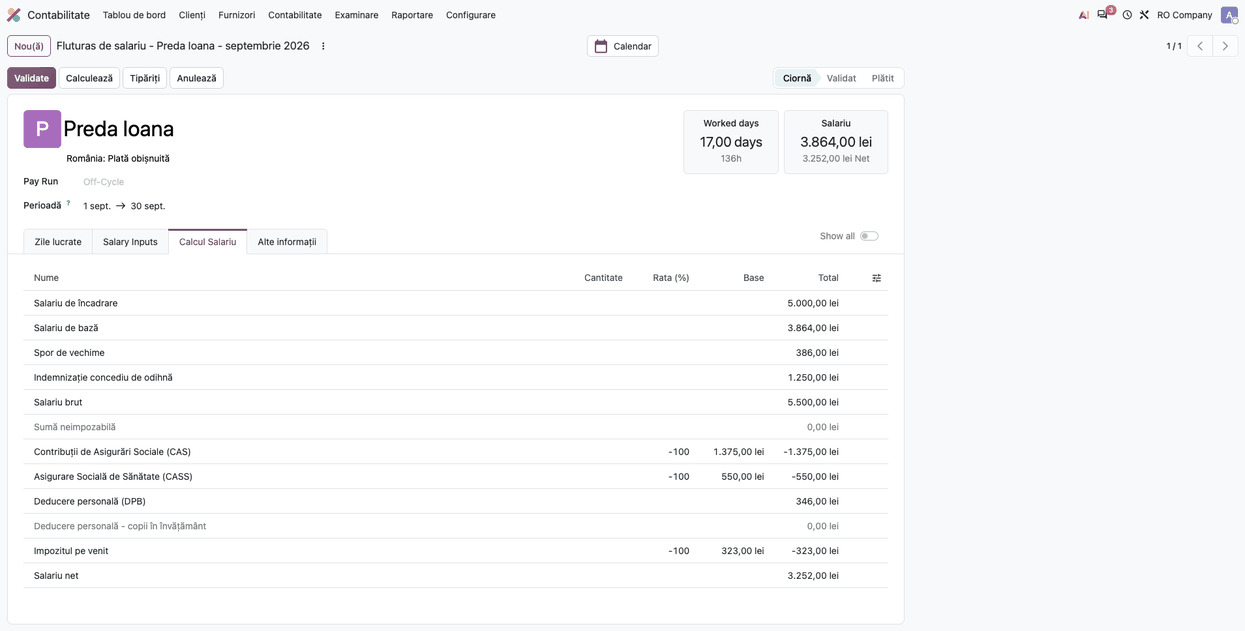 Contabilitate Tablou de bord Clienți Furnizori Contabilitate Examinare Raportare Configurare AI 3 RO Company A
Nou(ă) Fluturas de salariu - Preda Ioana - septembrie 2026 Calendar 1 / 1
Validate Calculează Tipăriți Anulează Ciornă Validat Plătit
P Preda Ioana
România: Plată obișnuită
Worked days
17,00 days
136h
Salariu
3.864,00 lei
3.252,00 lei Net
Pay Run Off-Cycle
Perioadă ? 1 sept. → 30 sept.
Zile lucrate Salary Inputs Calcul Salariu Alte informații Show all
Nume Cantitate Rata (%) Base Total
Salariu de încadrare 5.000,00 lei
Salariu de bază 3.864,00 lei
Spor de vechime 386,00 lei
Indemnizație concediu de odihnă 1.250,00 lei
Salariu brut 5.500,00 lei
Sumă neimpozabilă 0,00 lei
Contribuții de Asigurări Sociale (CAS) -100 1.375,00 lei -1.375,00 lei
Asigurare Socială de Sănătate (CASS) -100 550,00 lei -550,00 lei
Deducere personală (DPB) 346,00 lei
Deducere personală - copii în învățământ 0,00 lei
Impozitul pe venit -100 323,00 lei -323,00 lei
Salariu net 3.252,00 lei